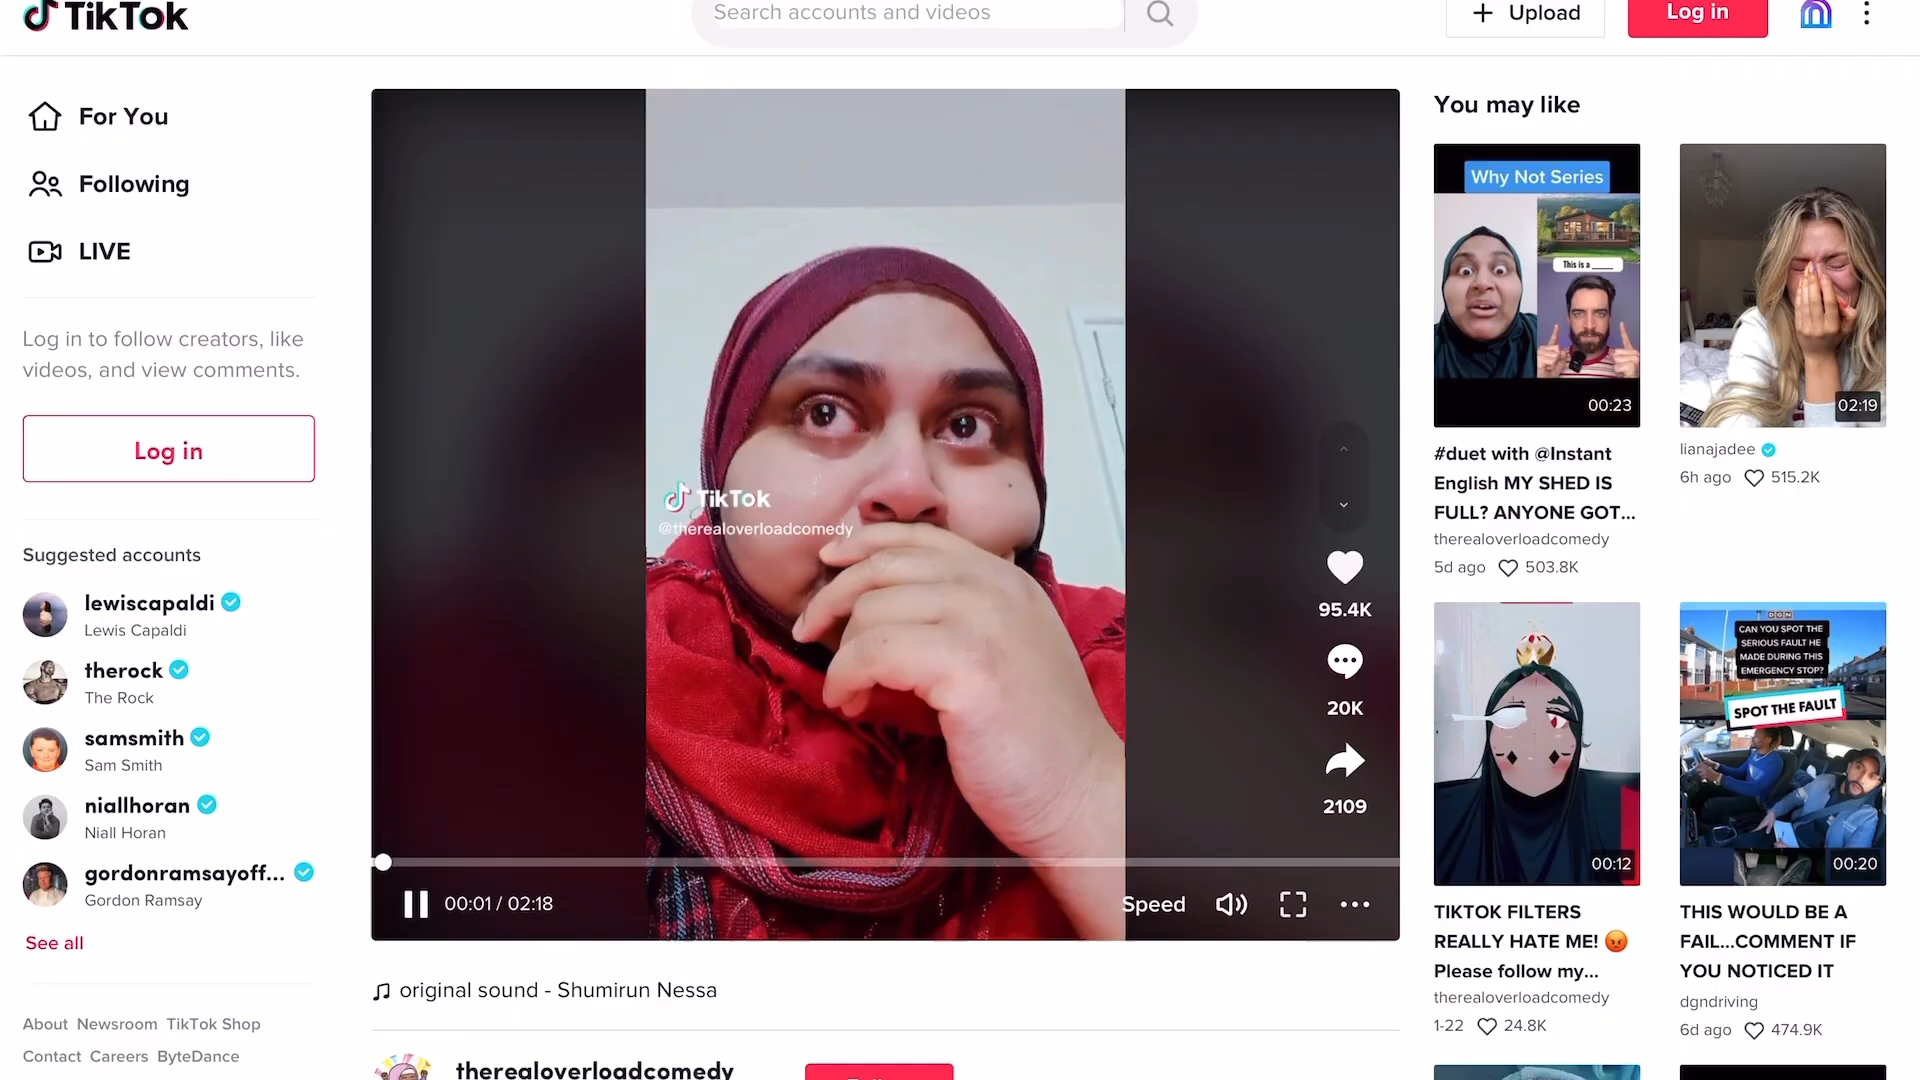 TikTok
Search accounts and videos
Upload
Log in
For You
Following
LIVE
Log in to follow creators, like
videos, and view comments.
Log in
Suggested accounts
lewiscapaldi
Lewis Capaldi
therock
The Rock
samsmith
Sam Smith
niallhoran
Niall Horan
gordonramsayoff...
Gordon Ramsay
See all
About Newsroom TikTok Shop
Contact Careers ByteDance
TikTok
@therealoverloadcomedy
95.4K
20K
2109
00:01 / 02:18
Speed
original sound - Shumirun Nessa
therealoverloadcomedy
You may like
Why Not Series
This is a ____
00:23
#duet with @Instant
English MY SHED IS
FULL? ANYONE GOT...
therealoverloadcomedy
5d ago 503.8K
02:19
lianajadee
6h ago 515.2K
00:12
TIKTOK FILTERS
REALLY HATE ME! 😡
Please follow my...
therealoverloadcomedy
1-22 24.8K
DGN
CAN YOU SPOT THE
SERIOUS FAULT HE
MADE DURING THIS
EMERGENCY STOP?
SPOT THE FAULT
00:20
THIS WOULD BE A
FAIL...COMMENT IF
YOU NOTICED IT
dgndriving
6d ago 474.9K